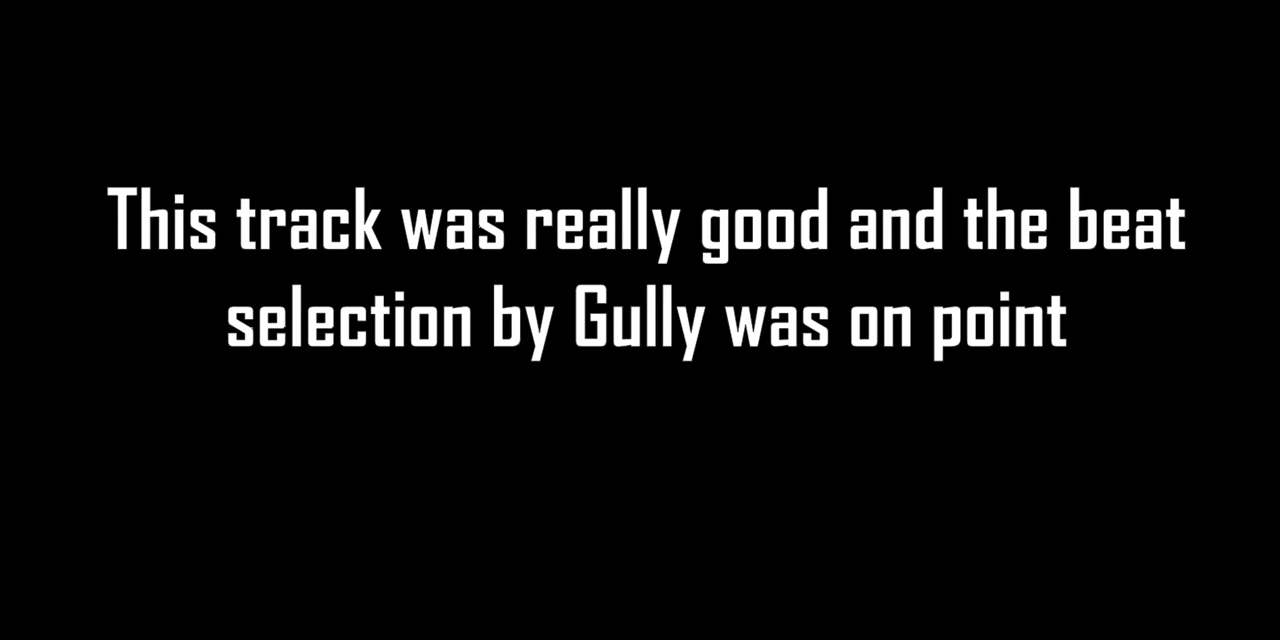 This track was really good and the beat
selection by Gully was on point